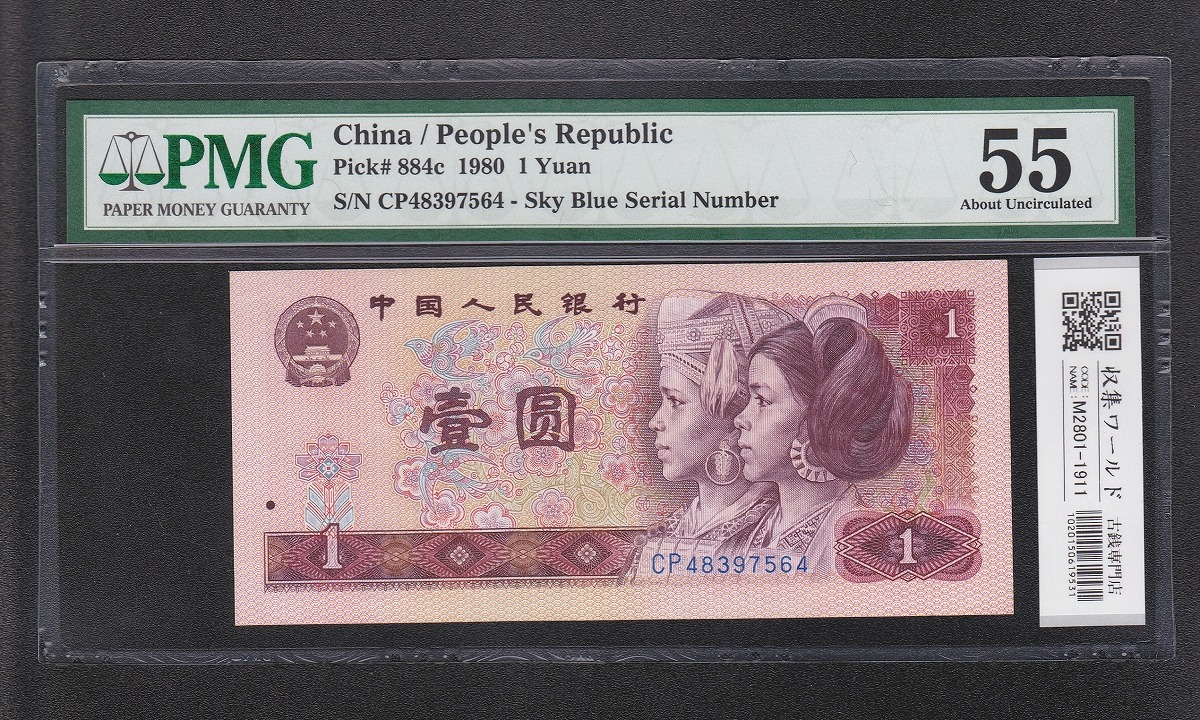 PMG
PAPER MONEY GUARANTY
China / People's Republic
Pick# 884c 1980 1 Yuan
S/N CP48397564 - Sky Blue Serial Number
55
About Uncirculated
中国人民银行
1
壹圆
1
CP48397564
1
収集ワールド 古銭専門店
CODE:
NAME: M2801-1911
1020150619531